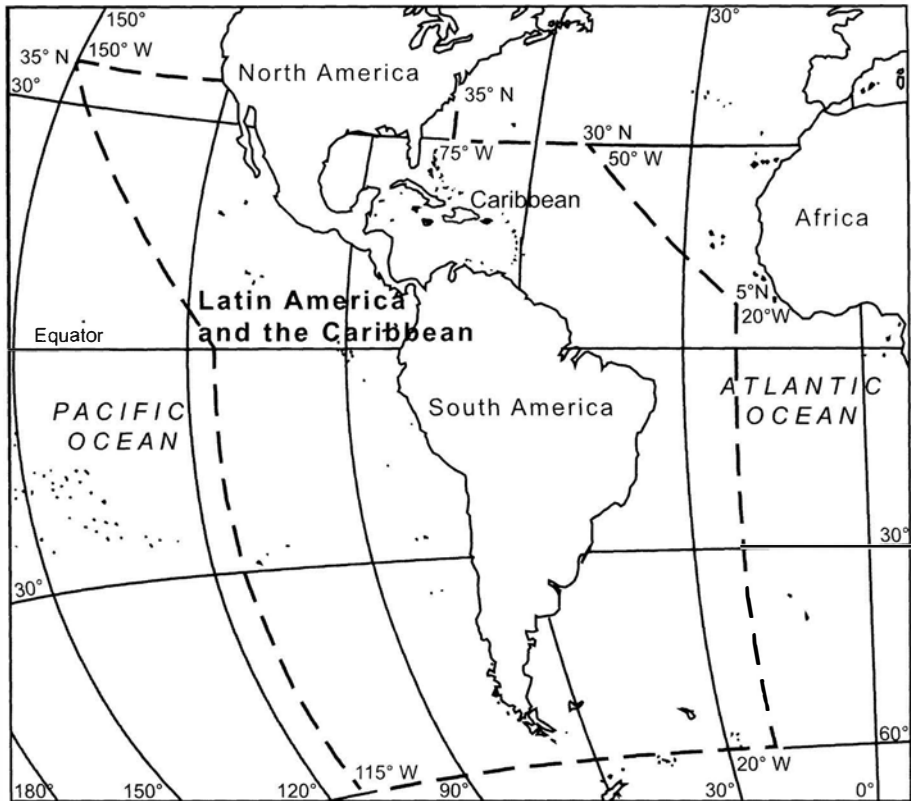 150°
30°
35° N
150° W
North America
30°
35° N
75° W
30° N
50° W
Caribbean
Africa
Latin America
and the Caribbean
5°N
20°W
Equator
PACIFIC
OCEAN
South America
ATLANTIC
OCEAN
30°
30°
60°
115° W
20° W
180°
150°
120°
90°
30°
0°